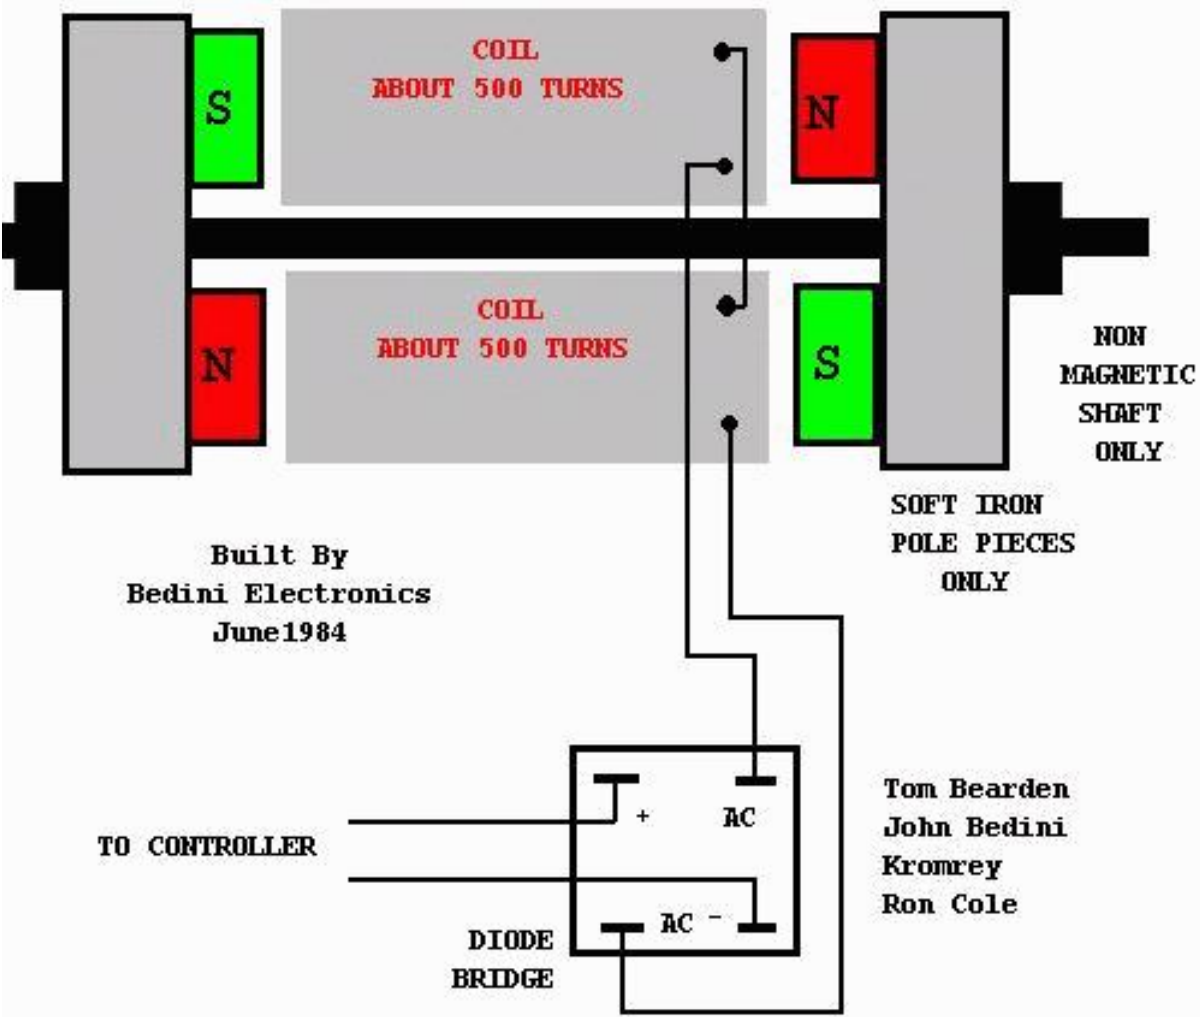 COIL
ABOUT 500 TURNS
S
N
COIL
ABOUT 500 TURNS
N
S
NON
MAGNETIC
SHAFT
ONLY
SOFT IRON
POLE PIECES
ONLY
Built By
Bedini Electronics
June1984
+
AC
TO CONTROLLER
AC -
DIODE
BRIDGE
Tom Bearden
John Bedini
Kromrey
Ron Cole